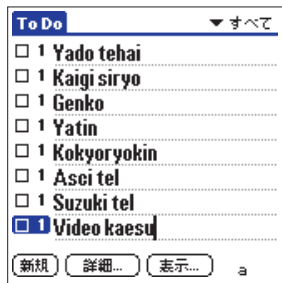 To Do ▼ すべて
□ 1 Yado tehai
□ 1 Kaigi siryo
□ 1 Genko
□ 1 Yatin
□ 1 Kokyoryokin
□ 1 Asci tel
□ 1 Suzuki tel
□ 1 Video kaesu
新規 詳細... 表示... a